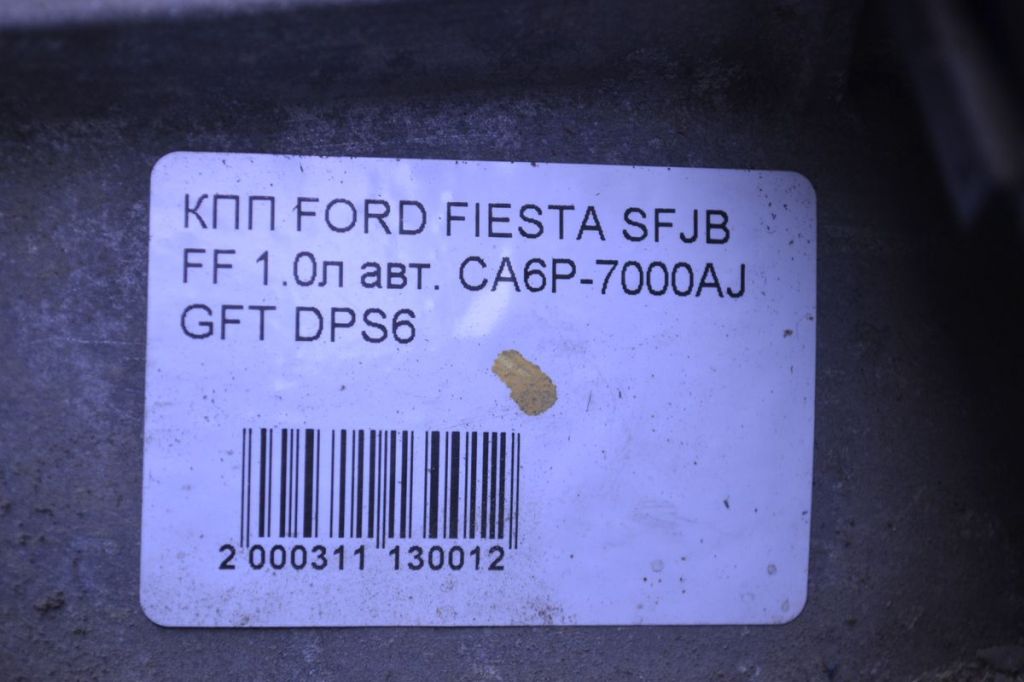 КПП FORD FIESTA SFJB
FF 1.0л авт. CA6P-7000AJ
GFT DPS6
2 000311 130012